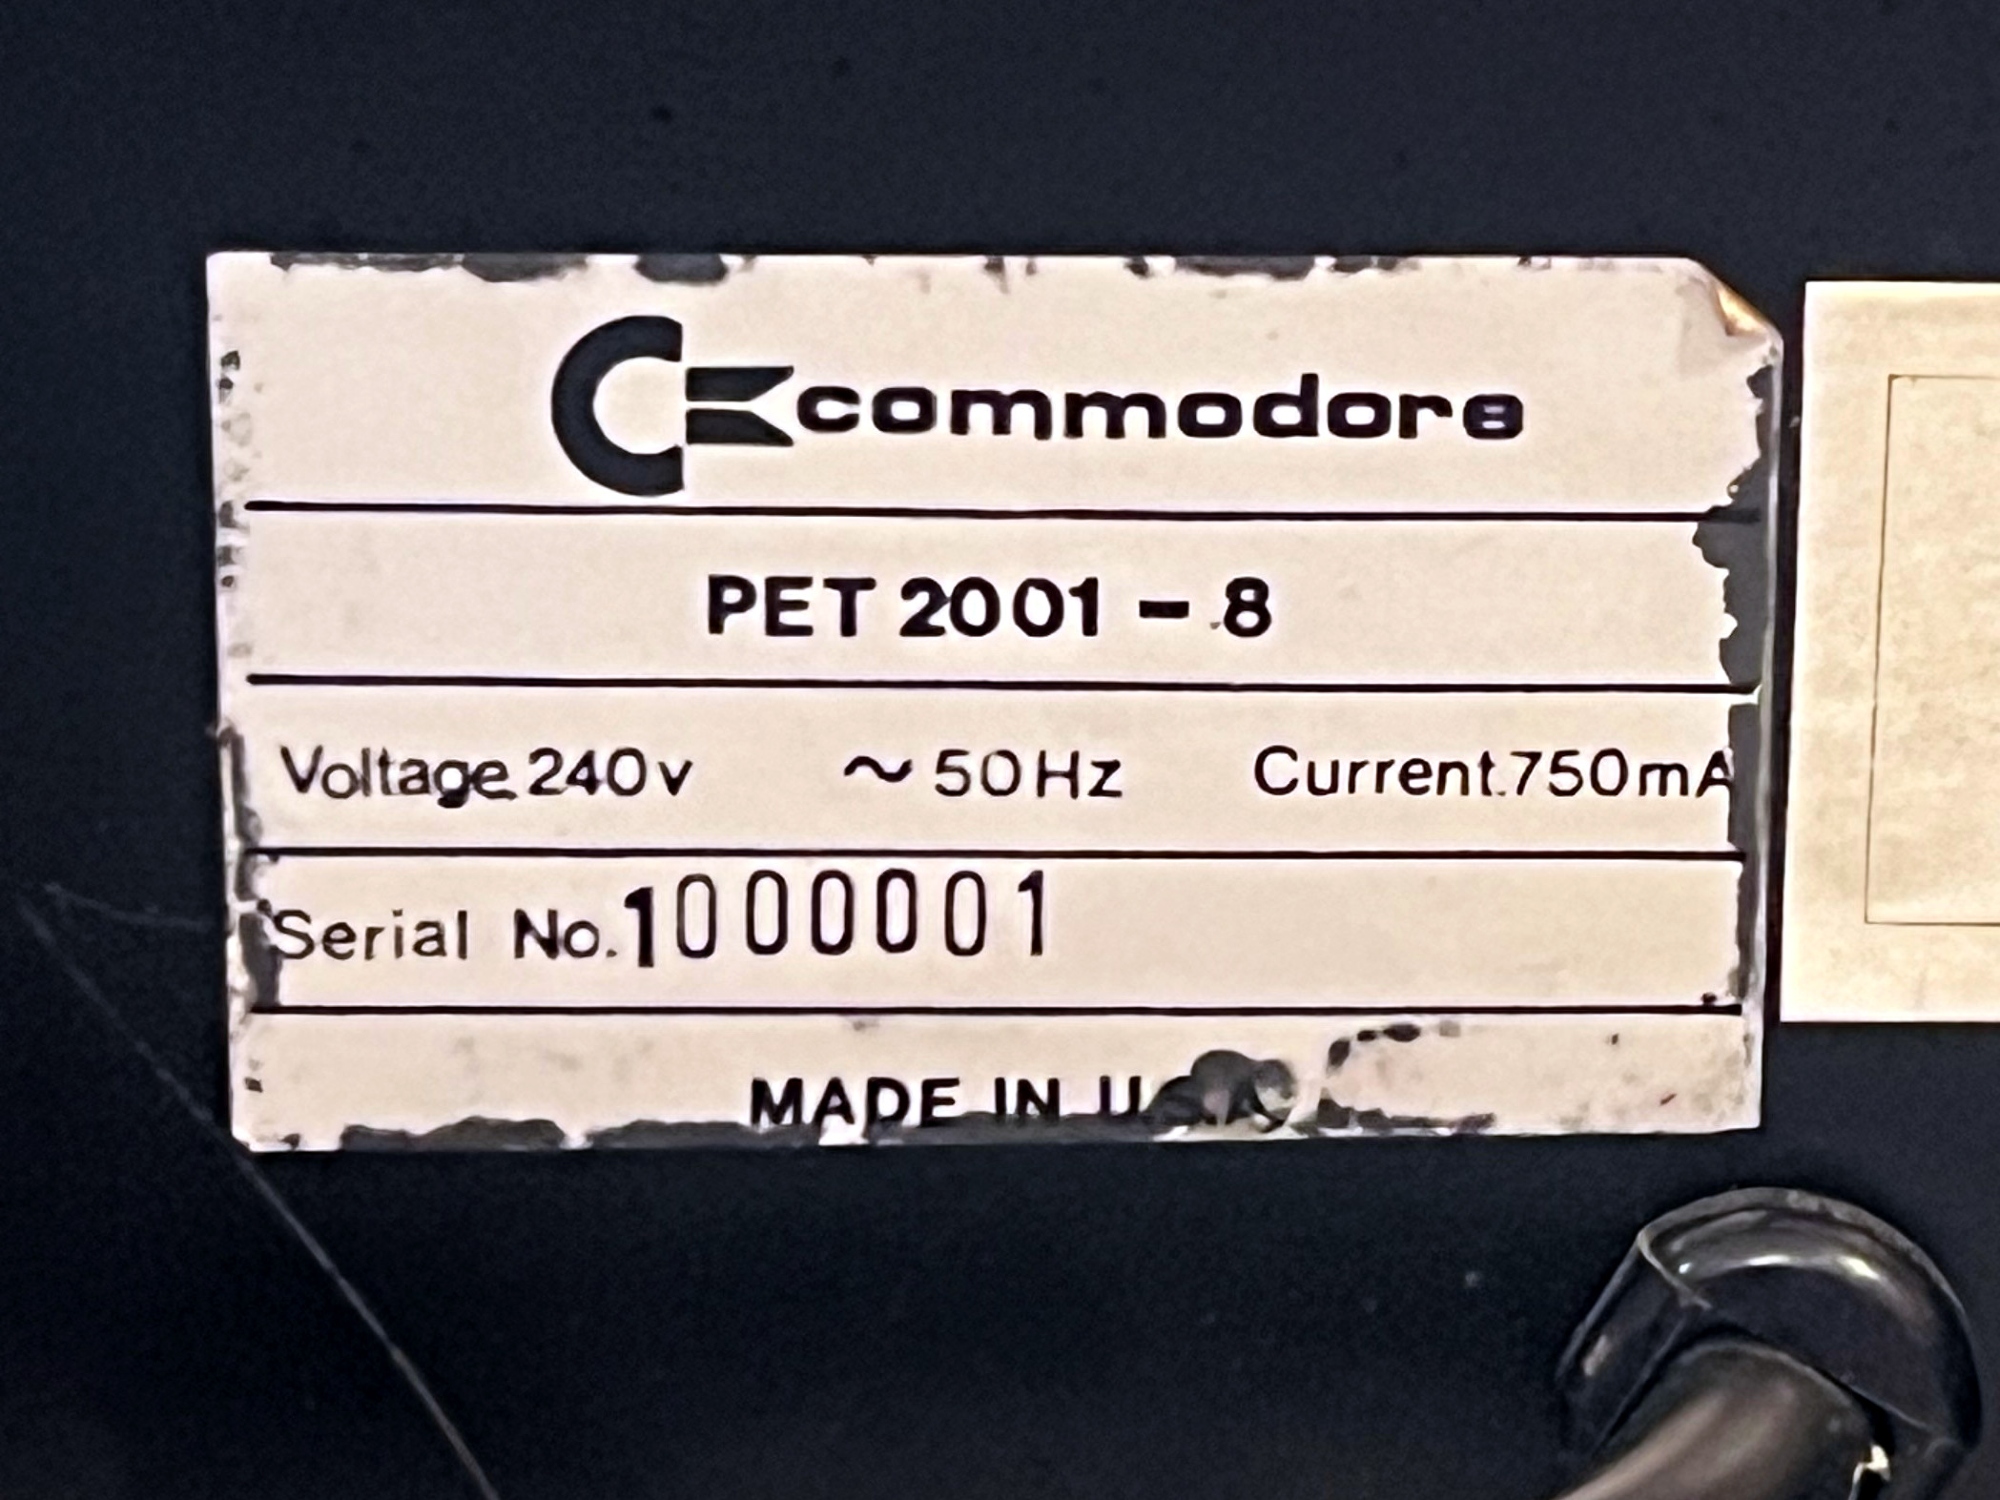 commodore
PET 2001 - 8
Voltage 240v ~ 50Hz Current.750mA
Serial No.1000001
MADE IN U.S.A